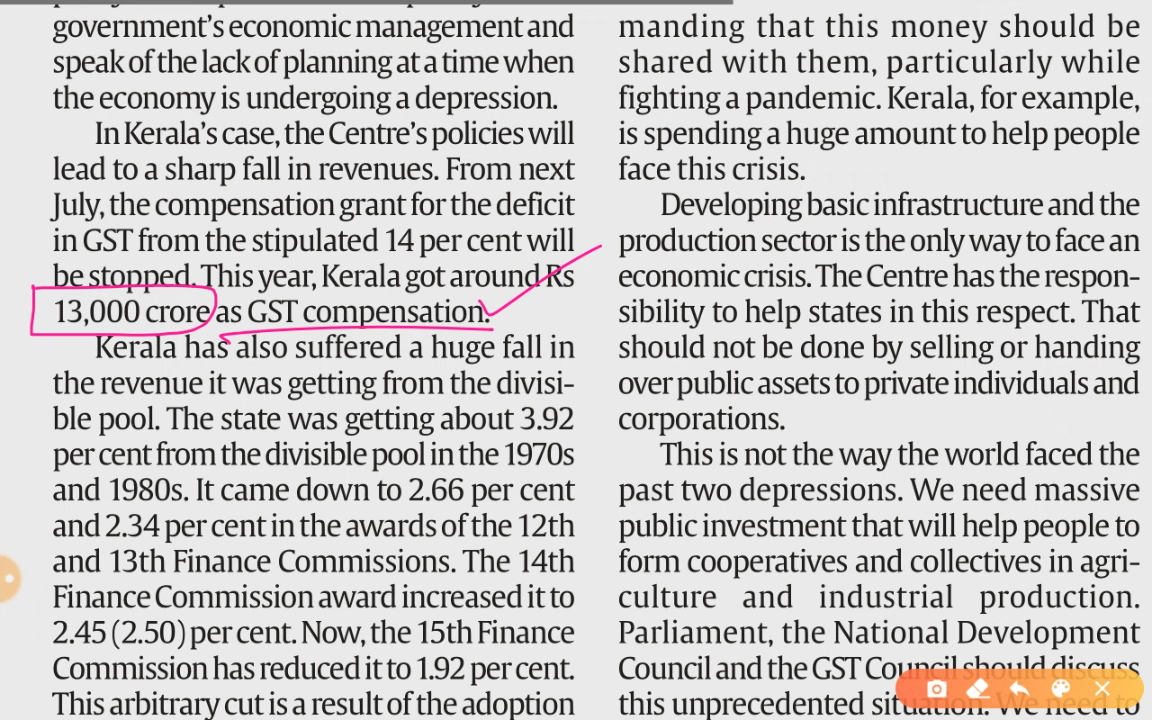 government's economic management and
speak of the lack of planning at a time when
the economy is undergoing a depression.
In Kerala's case, the Centre's policies will
lead to a sharp fall in revenues. From next
July, the compensation grant for the deficit
in GST from the stipulated 14 per cent will
be stopped. This year, Kerala got around Rs
13,000 crore as GST compensation.
Kerala has also suffered a huge fall in
the revenue it was getting from the divisi-
ble pool. The state was getting about 3.92
per cent from the divisible pool in the 1970s
and 1980s. It came down to 2.66 per cent
and 2.34 per cent in the awards of the 12th
and 13th Finance Commissions. The 14th
Finance Commission award increased it to
2.45 (2.50) per cent. Now, the 15th Finance
Commission has reduced it to 1.92 per cent.
This arbitrary cut is a result of the adoption
manding that this money should be
shared with them, particularly while
fighting a pandemic. Kerala, for example,
is spending a huge amount to help people
face this crisis.
Developing basic infrastructure and the
production sector is the only way to face an
economic crisis. The Centre has the respon-
sibility to help states in this respect. That
should not be done by selling or handing
over public assets to private individuals and
corporations.
This is not the way the world faced the
past two depressions. We need massive
public investment that will help people to
form cooperatives and collectives in agri-
culture and industrial production.
Parliament, the National Development
Council and the GST Council should discuss
this unprecedented situation. We need to